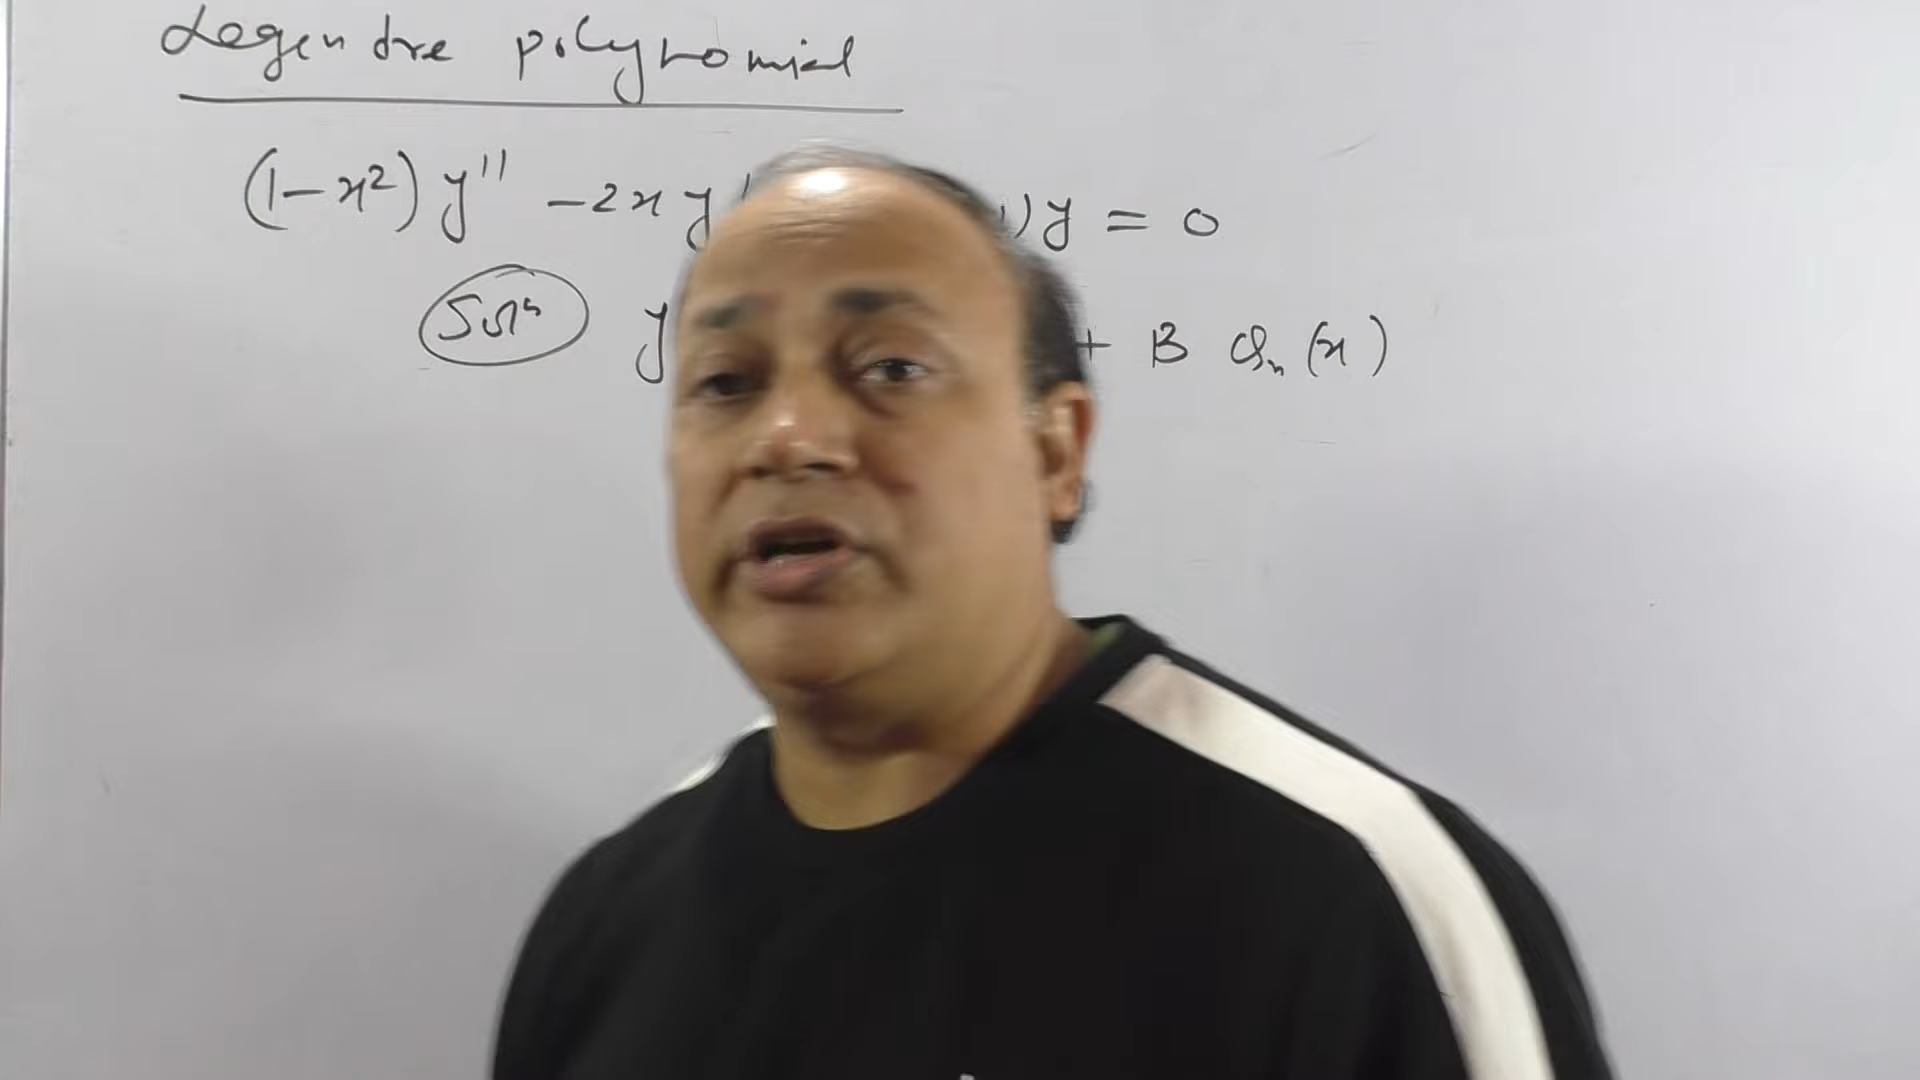 Legendre polynomial
(1-x²) y'' -2x y' )y = 0
Solⁿ y + B Qₙ(x)